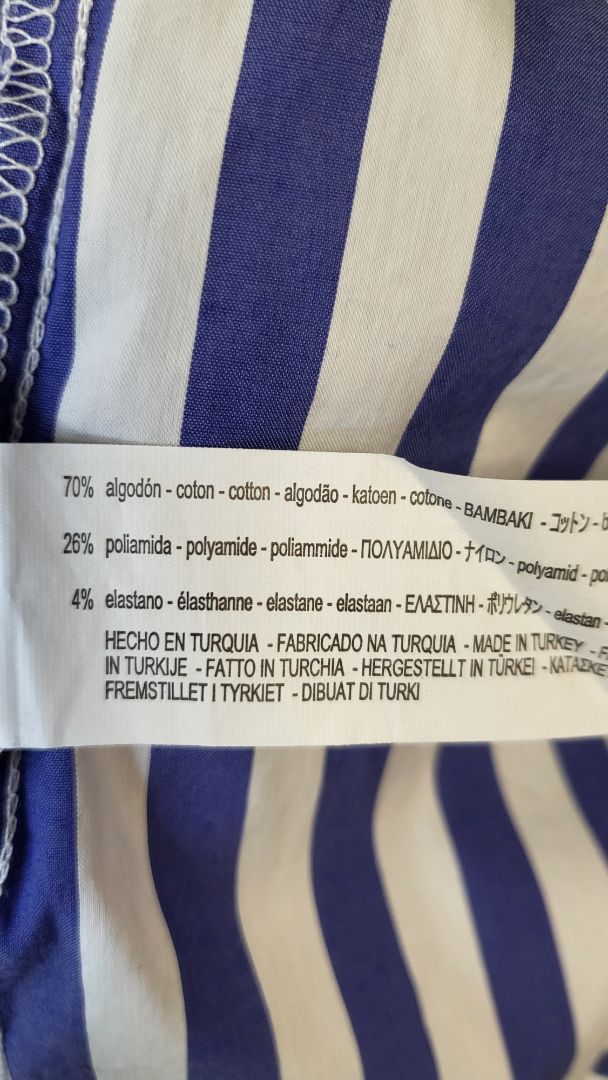 70% algodón - coton - cotton - algodão - katoen - cotone - BAMBAKI - コットン -
26% poliamida - polyamide - poliammide - ΠΟΛΥΑΜΙΔΙΟ - ナイロン - polyamid -
4% elastano - élasthanne - elastane - elastaan - ΕΛΑΣΤΙΝΗ - ポリウレタン - elastan -
HECHO EN TURQUIA - FABRICADO NA TURQUIA - MADE IN TURKEY -
IN TURKIJE - FATTO IN TURCHIA - HERGESTELLT IN TÜRKEI -
FREMSTILLET I TYRKIET - DIBUAT DI TURKI